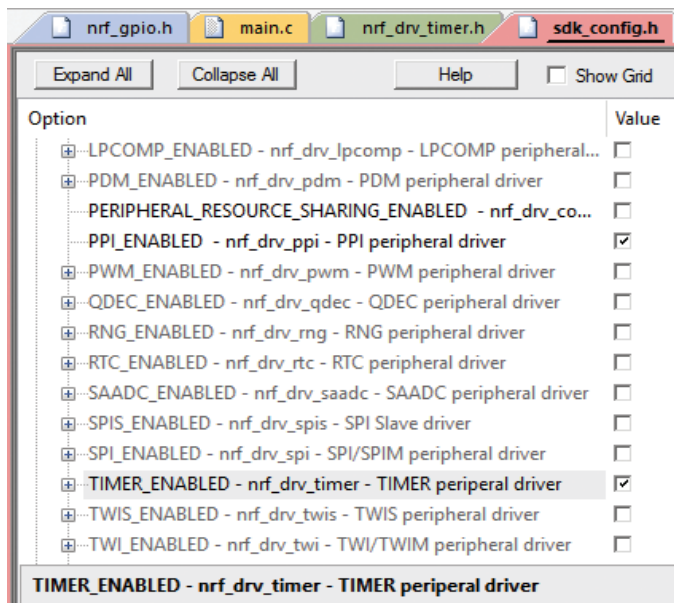 nrf_gpio.h main.c nrf_drv_timer.h sdk_config.h
Expand All Collapse All Help Show Grid
Option Value
LPCOMP_ENABLED - nrf_drv_lpcomp - LPCOMP peripheral...
PDM_ENABLED - nrf_drv_pdm - PDM peripheral driver
PERIPHERAL_RESOURCE_SHARING_ENABLED - nrf_drv_co...
PPI_ENABLED - nrf_drv_ppi - PPI peripheral driver
PWM_ENABLED - nrf_drv_pwm - PWM peripheral driver
QDEC_ENABLED - nrf_drv_qdec - QDEC peripheral driver
RNG_ENABLED - nrf_drv_rng - RNG peripheral driver
RTC_ENABLED - nrf_drv_rtc - RTC peripheral driver
SAADC_ENABLED - nrf_drv_saadc - SAADC peripheral driver
SPIS_ENABLED - nrf_drv_spis - SPI Slave driver
SPI_ENABLED - nrf_drv_spi - SPI/SPIM peripheral driver
TIMER_ENABLED - nrf_drv_timer - TIMER periperal driver
TWIS_ENABLED - nrf_drv_twis - TWIS peripheral driver
TWI_ENABLED - nrf_drv_twi - TWI/TWIM peripheral driver
TIMER_ENABLED - nrf_drv_timer - TIMER periperal driver